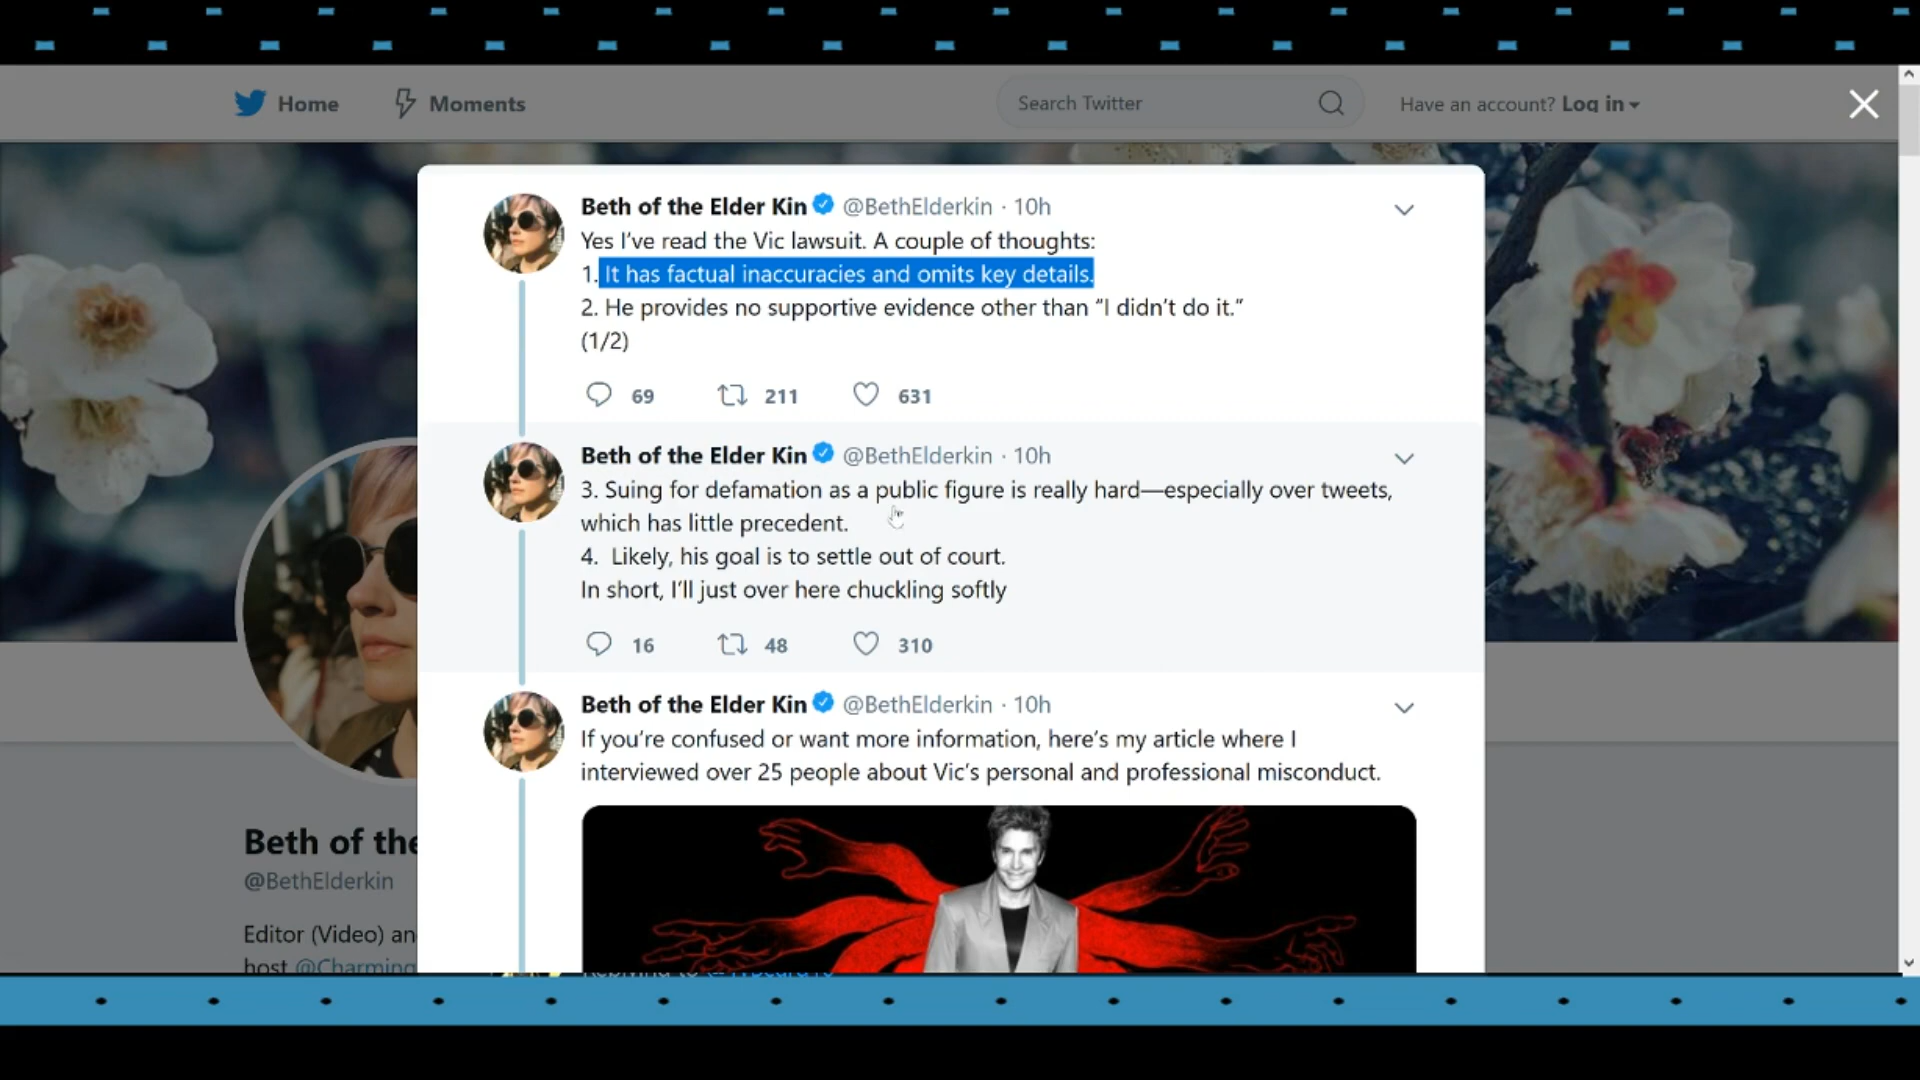 Home
Moments
Search Twitter
Have an account? Log in
Beth of the Elder Kin @BethElderkin · 10h
Yes I've read the Vic lawsuit. A couple of thoughts:
1. It has factual inaccuracies and omits key details.
2. He provides no supportive evidence other than “I didn't do it.”
(1/2)
69 211 631
Beth of the Elder Kin @BethElderkin · 10h
3. Suing for defamation as a public figure is really hard—especially over tweets,
which has little precedent.
4. Likely, his goal is to settle out of court.
In short, I'll just over here chuckling softly
16 48 310
Beth of the Elder Kin @BethElderkin · 10h
If you're confused or want more information, here's my article where I
interviewed over 25 people about Vic's personal and professional misconduct.
Beth of the
@BethElderkin
Editor (Video) an
host @Charming